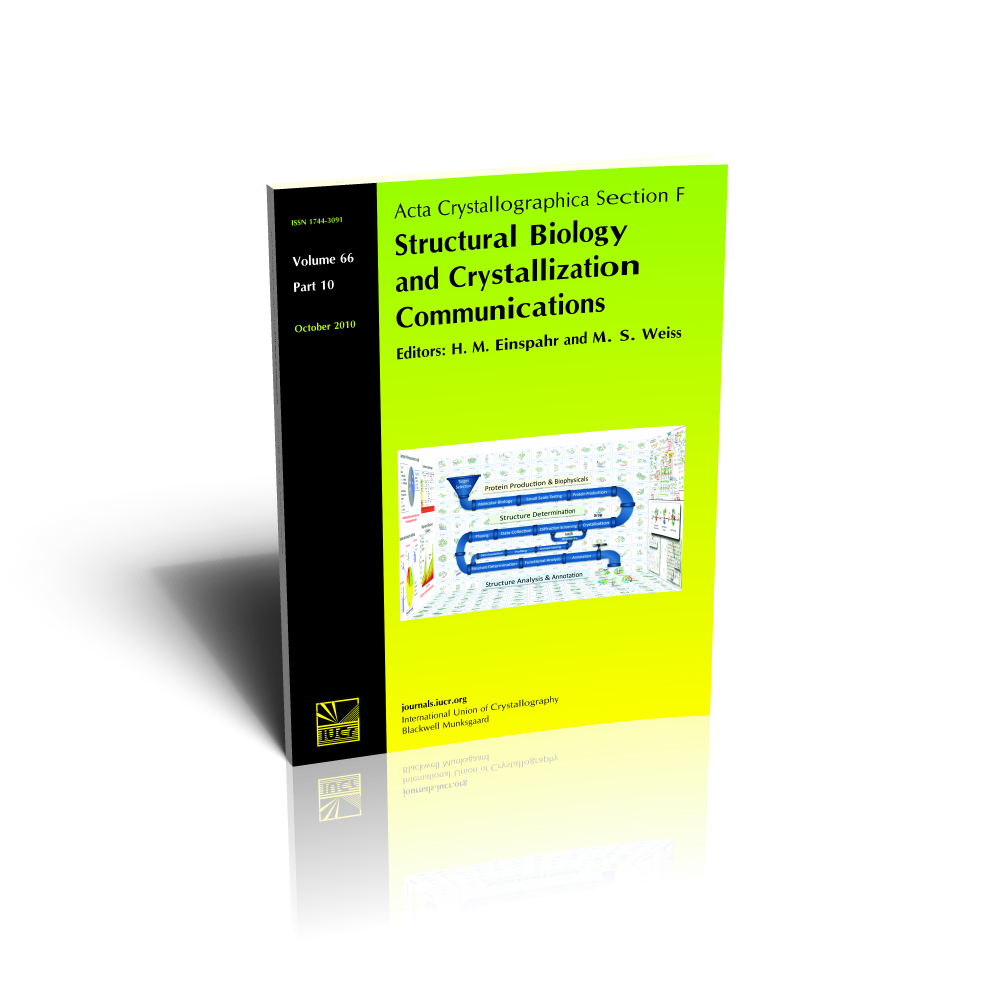 ISSN 1744-3091
Volume 66
Part 10
October 2010
iucr
Acta Crystallographica Section F
Structural Biology
and Crystallization
Communications
Editors: H. M. Einspahr and M. S. Weiss
Target
Selection
Protein Production & Biophysicals
Molecular Biology
Small Scale Testing
Protein Production
Structure Determination
Phasing
Data Collection
Diffraction Screening
Crystallization
Structure Determination
Functional Analysis
Annotation
Structure Analysis & Annotation
journals.iucr.org
International Union of Crystallography
Blackwell Munksgaard